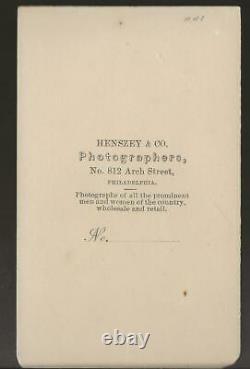 HENSZEY & CO.
Photographers,
No. 812 Arch Street,
PHILADELPHIA.
Photographs of all the prominent
men and women of the country,
wholesale and retail.
No.